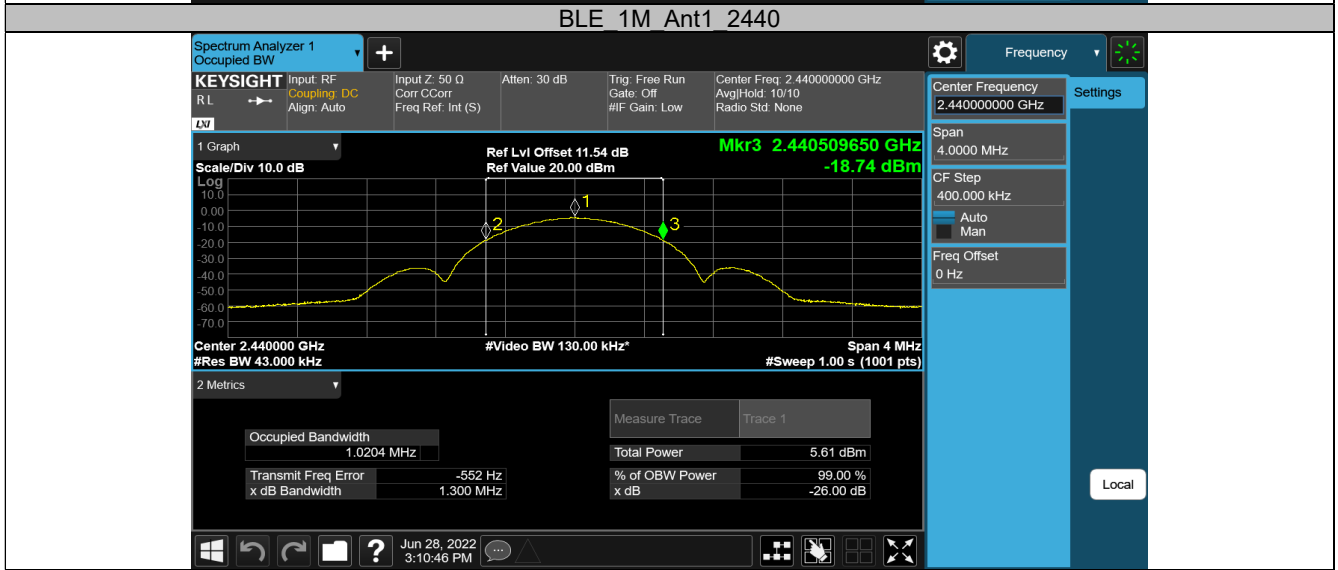 BLE_1M_Ant1_2440
Spectrum Analyzer 1
Occupied BW
+
Frequency
KEYSIGHT
RL
LXI
Input: RF
Coupling: DC
Align: Auto
Input Z: 50 Ω
Corr CCorr
Freq Ref: Int (S)
Atten: 30 dB
Trig: Free Run
Gate: Off
#IF Gain: Low
Center Freq: 2.440000000 GHz
Avg|Hold: 10/10
Radio Std: None
Center Frequency
2.440000000 GHz
Settings
Span
4.0000 MHz
CF Step
400.000 kHz
Auto
Man
Freq Offset
0 Hz
1 Graph
Scale/Div 10.0 dB
Ref Lvl Offset 11.54 dB
Ref Value 20.00 dBm
Mkr3 2.440509650 GHz
-18.74 dBm
Log
10.0
0.00
-10.0
-20.0
-30.0
-40.0
-50.0
-60.0
-70.0
1
2
3
Center 2.440000 GHz
#Res BW 43.000 kHz
#Video BW 130.00 kHz*
Span 4 MHz
#Sweep 1.00 s (1001 pts)
2 Metrics
Measure Trace Trace 1
Occupied Bandwidth
1.0204 MHz
Total Power 5.61 dBm
Transmit Freq Error -552 Hz
% of OBW Power 99.00 %
x dB Bandwidth 1.300 MHz
x dB -26.00 dB
Local
?
Jun 28, 2022
3:10:46 PM